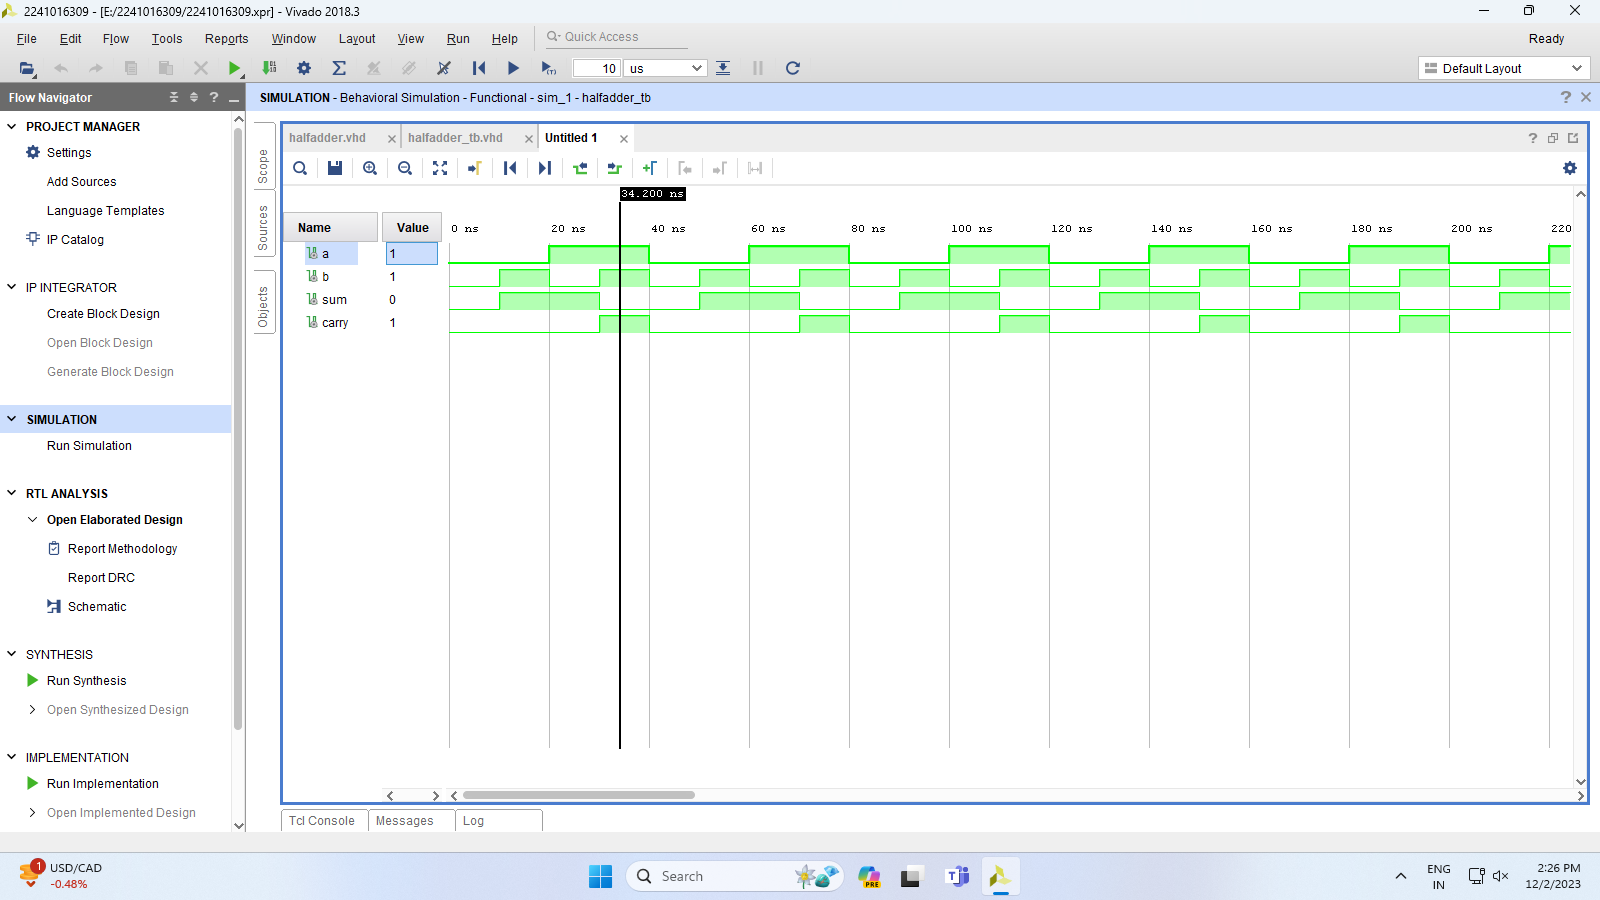 2241016309 - [E:/2241016309/2241016309.xpr] - Vivado 2018.3
File Edit Flow Tools Reports Window Layout View Run Help Quick Access Ready
10 us Default Layout
Flow Navigator
SIMULATION - Behavioral Simulation - Functional - sim_1 - halfadder_tb
PROJECT MANAGER
Settings
Add Sources
Language Templates
IP Catalog
IP INTEGRATOR
Create Block Design
Open Block Design
Generate Block Design
SIMULATION
Run Simulation
RTL ANALYSIS
Open Elaborated Design
Report Methodology
Report DRC
Schematic
SYNTHESIS
Run Synthesis
Open Synthesized Design
IMPLEMENTATION
Run Implementation
Open Implemented Design
Scope
Sources
Objects
halfadder.vhd halfadder_tb.vhd Untitled 1
34.200 ns
Name Value 0 ns 20 ns 40 ns 60 ns 80 ns 100 ns 120 ns 140 ns 160 ns 180 ns 200 ns 220
a 1
b 1
sum 0
carry 1
Tcl Console Messages Log
1 USD/CAD
-0.48%
Search
PRE
ENG
IN
2:26 PM
12/2/2023